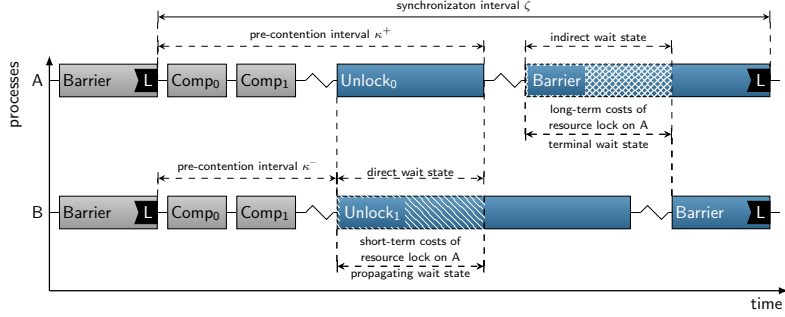 synchronizaton interval ζ
pre-contention interval κ⁺
indirect wait state
A
Barrier
L
Comp₀
Comp₁
Unlock₀
Barrier
L
processes
long-term costs of
resource lock on A
terminal wait state
pre-contention interval κ⁻
direct wait state
B
Barrier
L
Comp₀
Comp₁
Unlock₁
Barrier
L
short-term costs of
resource lock on A
propagating wait state
time